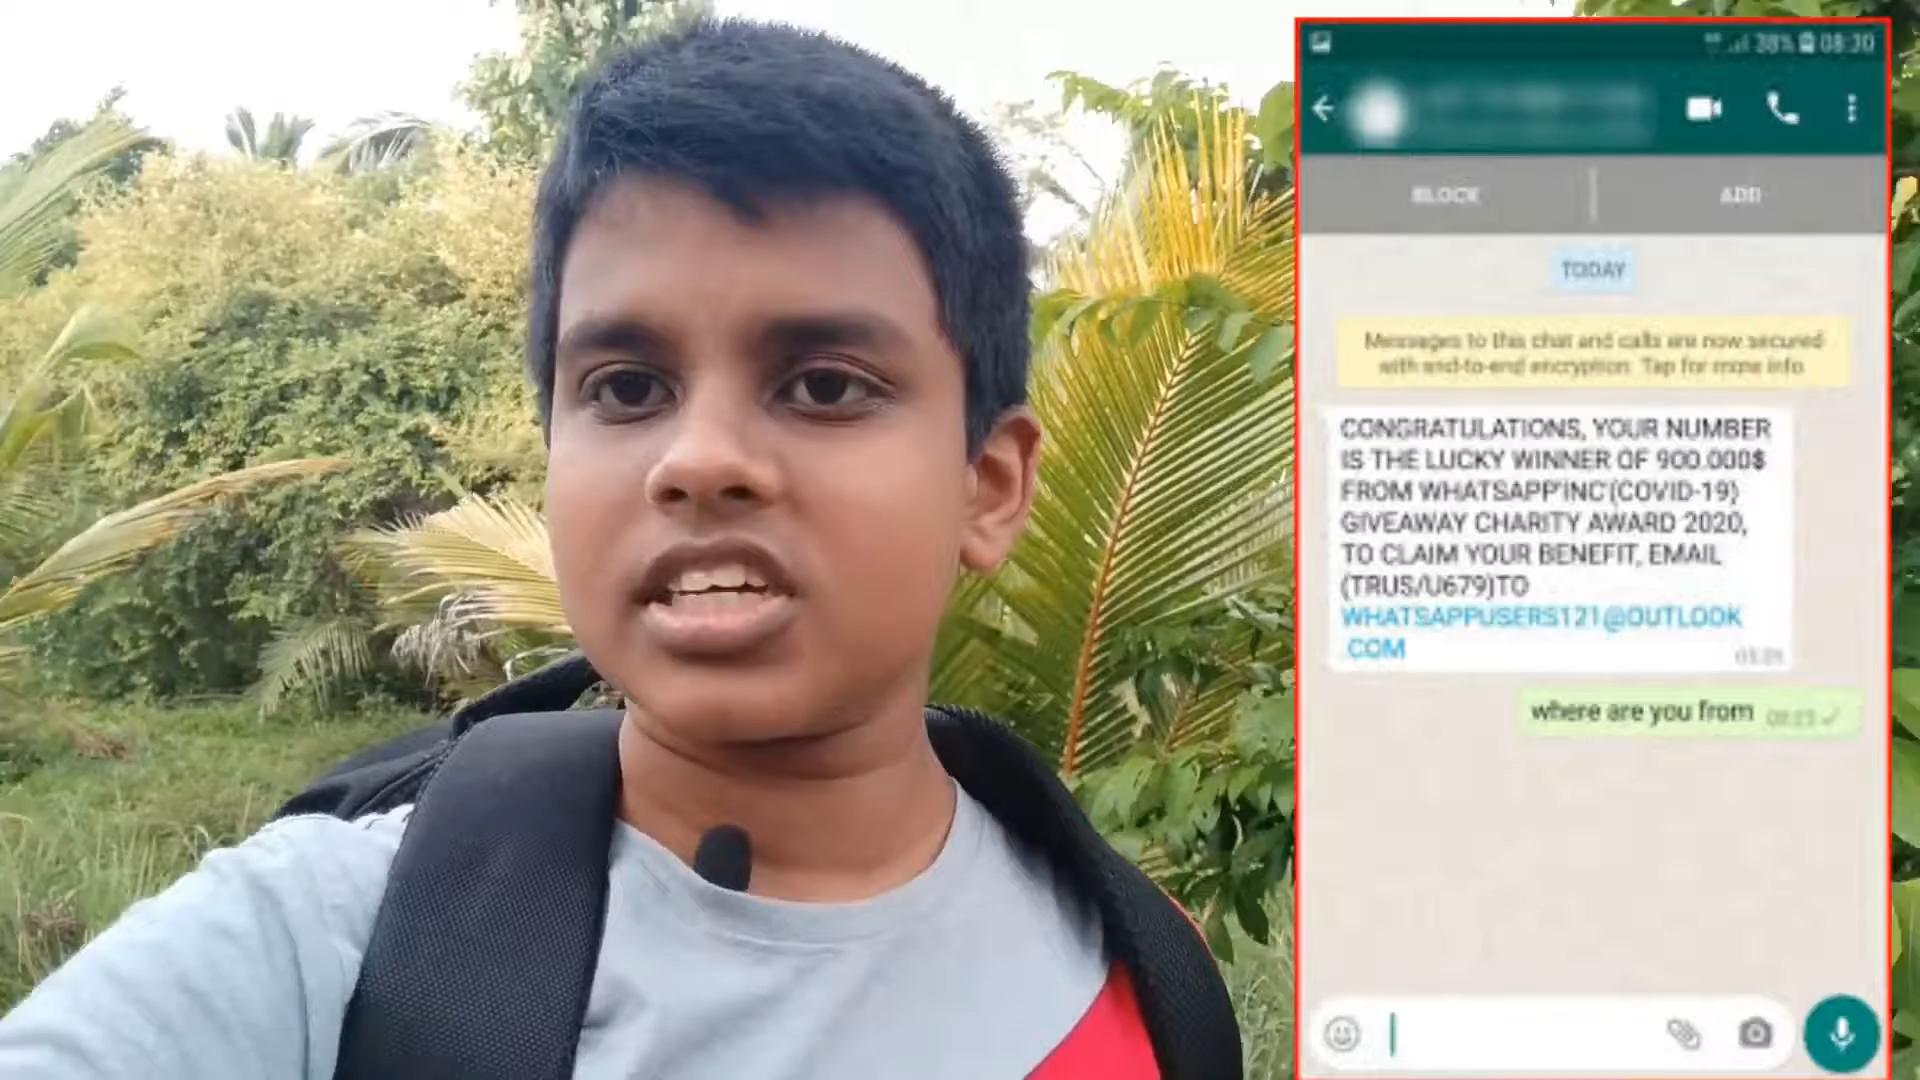 38% 08:30
BLOCK
ADD
TODAY
Messages to this chat and calls are now secured
with end-to-end encryption. Tap for more info.
CONGRATULATIONS, YOUR NUMBER
IS THE LUCKY WINNER OF 900.000$
FROM WHATSAPP'INC'(COVID-19)
GIVEAWAY CHARITY AWARD 2020,
TO CLAIM YOUR BENEFIT, EMAIL
(TRUS/U679)TO
WHATSAPPUSERS121@OUTLOOK
.COM
where are you from